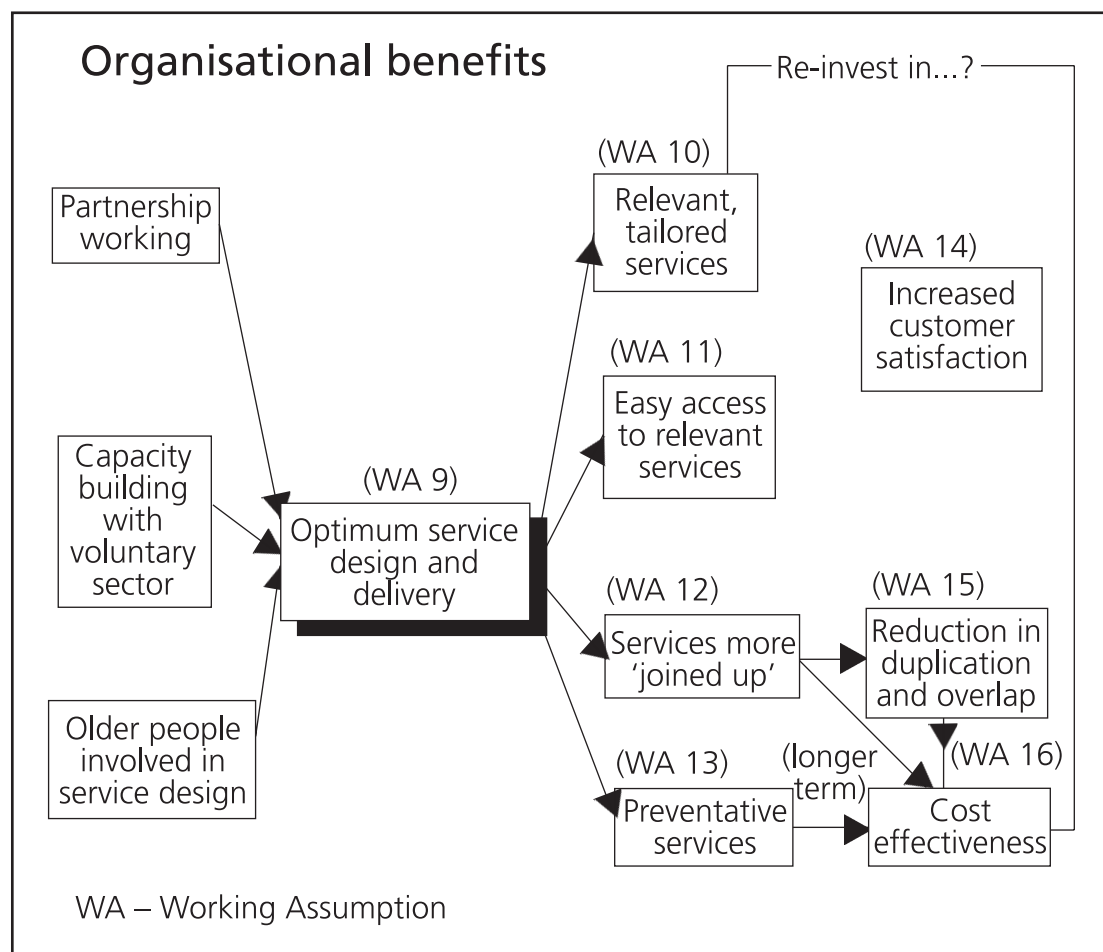 Organisational benefits
Re-invest in...?
Partnership
working
Capacity
building
with
voluntary
sector
Older people
involved in
service design
(WA 9)
Optimum service
design and
delivery
(WA 10)
Relevant,
tailored
services
(WA 11)
Easy access
to relevant
services
(WA 12)
Services more
‘joined up’
(WA 13)
Preventative
services
(WA 14)
Increased
customer
satisfaction
(WA 15)
Reduction in
duplication
and overlap
(longer
term)
(WA 16)
Cost
effectiveness
WA – Working Assumption